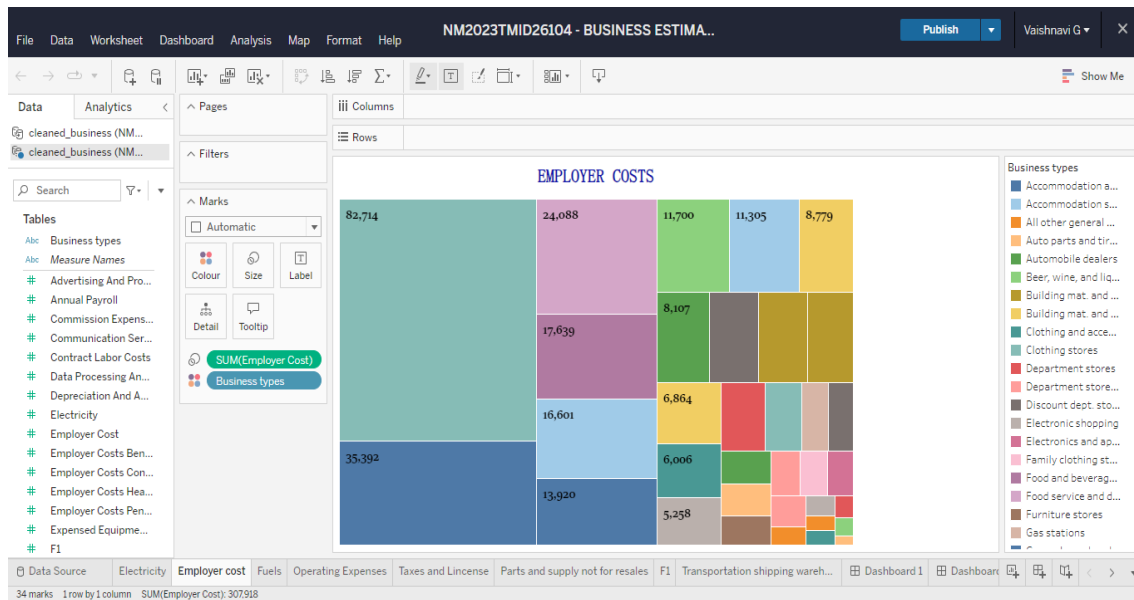 NM2023TMID26104 - BUSINESS ESTIMA...
Publish
Vaishnavi G
File Data Worksheet Dashboard Analysis Map Format Help
Show Me
Data Analytics
cleaned_business (NM...
cleaned_business (NM...
Search
Tables
Abc Business types
Abc Measure Names
# Advertising And Pro...
# Annual Payroll
# Commission Expens...
# Communication Ser...
# Contract Labor Costs
# Data Processing An...
# Depreciation And A...
# Electricity
# Employer Cost
# Employer Costs Ben...
# Employer Costs Con...
# Employer Costs Hea...
# Employer Costs Pen...
# Expensed Equipme...
# F1
Pages
Filters
Marks
Automatic
Colour Size Label
Detail Tooltip
SUM(Employer Cost)
Business types
Columns
Rows
EMPLOYER COSTS
82,714
24,088
11,700
11,305
8,779
8,107
17,639
6,864
16,601
35,392
6,006
13,920
5,258
Business types
Accommodation a...
Accommodation s...
All other general ...
Auto parts and tir...
Automobile dealers
Beer, wine, and liq...
Building mat. and ...
Building mat. and ...
Clothing and acce...
Clothing stores
Department stores
Department store...
Discount dept. sto...
Electronic shopping
Electronics and ap...
Family clothing st...
Food and beverag...
Food service and d...
Furniture stores
Gas stations
Data Source Electricity Employer cost Fuels Operating Expenses Taxes and Lincense Parts and supply not for resales F1 Transportation shipping wareh... Dashboard 1 Dashboar
34 marks 1 row by 1 column SUM(Employer Cost): 307,918